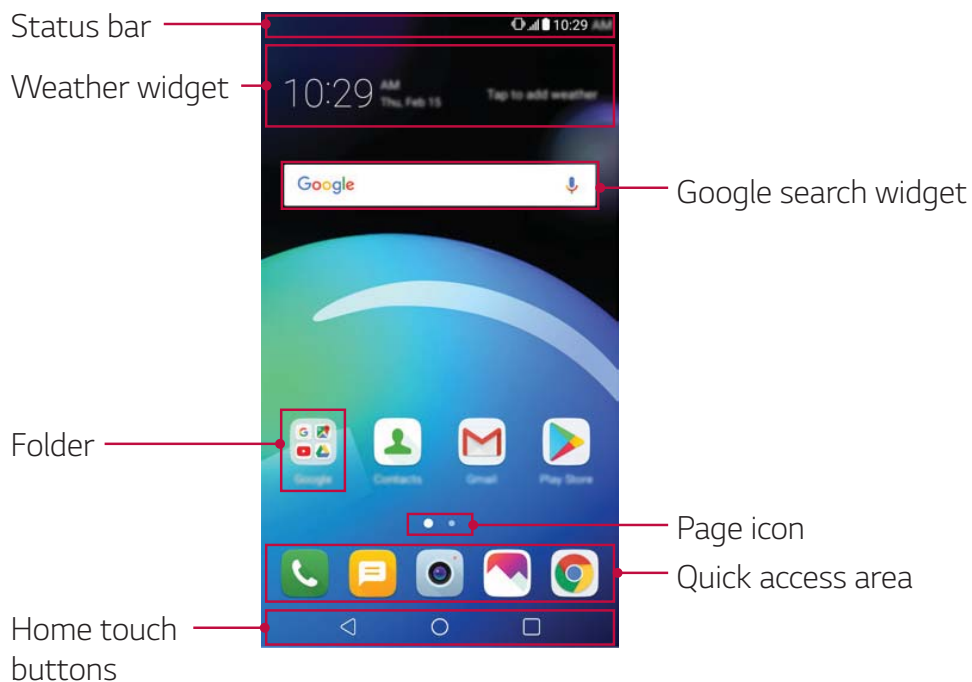 Status bar
10:29 AM
Weather widget
10:29 AM
Thu, Feb 15
Tap to add weather
Google
Google search widget
Folder
Google
Contacts
Gmail
Play Store
Page icon
Quick access area
Home touch
buttons